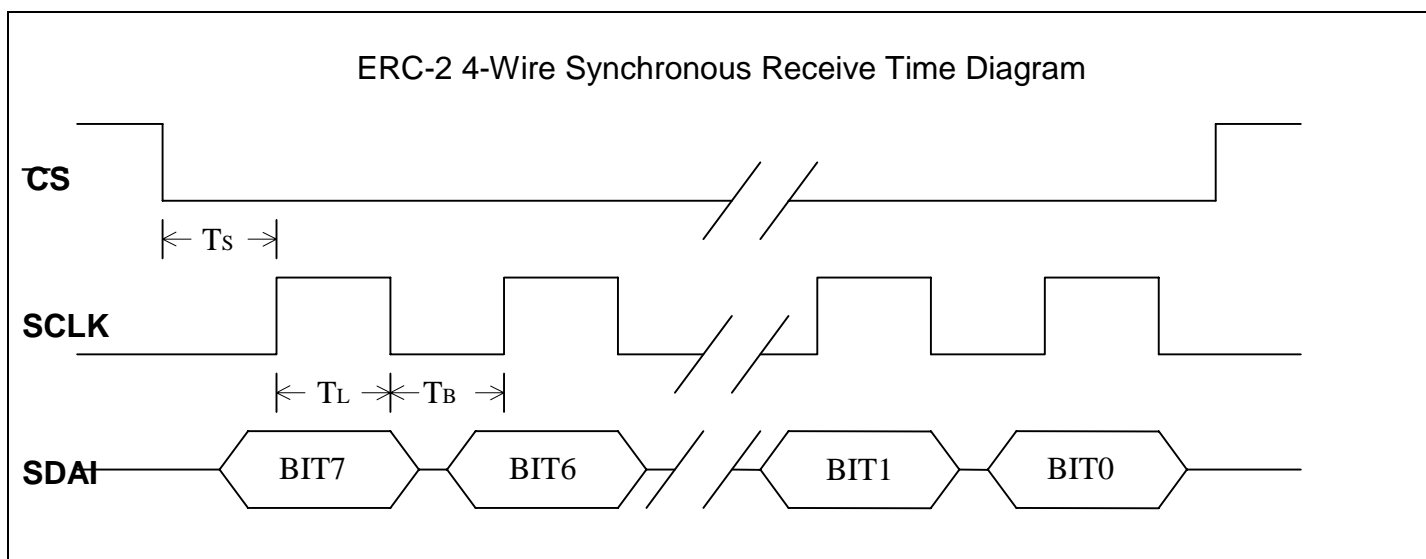 ERC-2 4-Wire Synchronous Receive Time Diagram
CS
TS
SCLK
TL TB
SDAI BIT7 BIT6 BIT1 BIT0